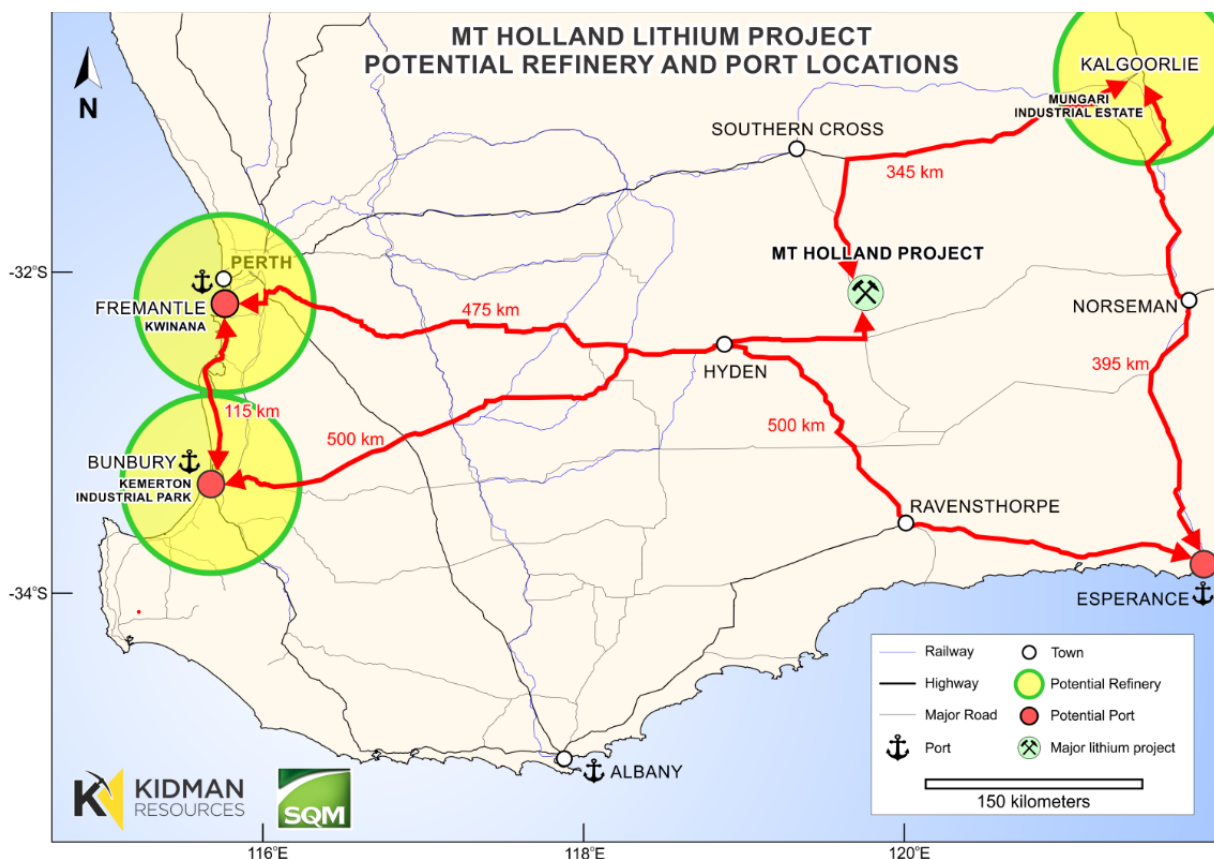 MT HOLLAND LITHIUM PROJECT
POTENTIAL REFINERY AND PORT LOCATIONS
N
KALGOORLIE
MUNGARI
INDUSTRIAL ESTATE
SOUTHERN CROSS
345 km
-32°S
PERTH
MT HOLLAND PROJECT
FREMANTLE
KWINANA
475 km
NORSEMAN
HYDEN
395 km
115 km
500 km
500 km
BUNBURY
KEMERTON
INDUSTRIAL PARK
RAVENSTHORPE
-34°S
ESPERANCE
Railway
Town
Highway
Potential Refinery
Major Road
Potential Port
Port
Major lithium project
150 kilometers
ALBANY
KIDMAN
RESOURCES
SQM
116°E
118°E
120°E